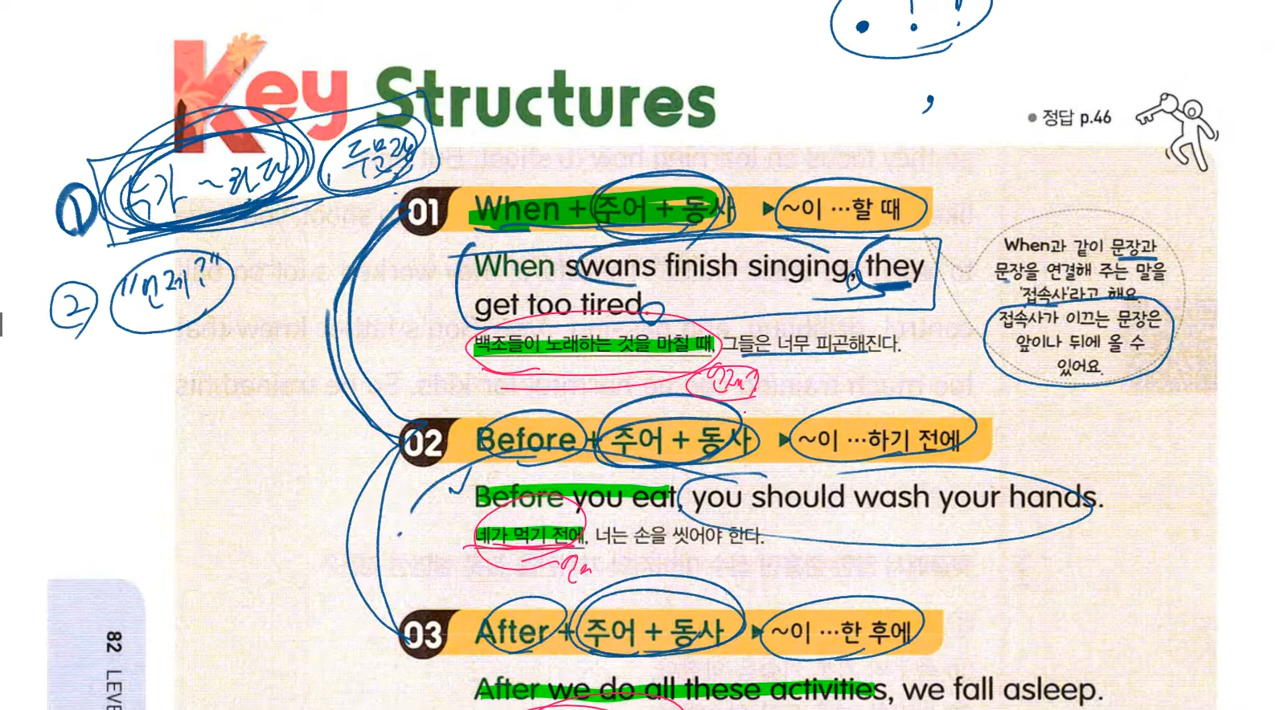 Key Structures
• 정답 p.46
① 누가 ~한다
② "언제?"
01 When + 주어 + 동사 ▶ ~이 …할 때
When swans finish singing, they
get too tired.
백조들이 노래하는 것을 마칠 때, 그들은 너무 피곤해진다.
언제?
When과 같이 문장과
문장을 연결해 주는 말을
'접속사'라고 해요.
접속사가 이끄는 문장은
앞이나 뒤에 올 수
있어요.
02 Before + 주어 + 동사 ▶ ~이 …하기 전에
Before you eat, you should wash your hands.
네가 먹기 전에, 너는 손을 씻어야 한다.
03 After + 주어 + 동사 ▶ ~이 …한 후에
After we do all these activities, we fall asleep.
82 LEVE